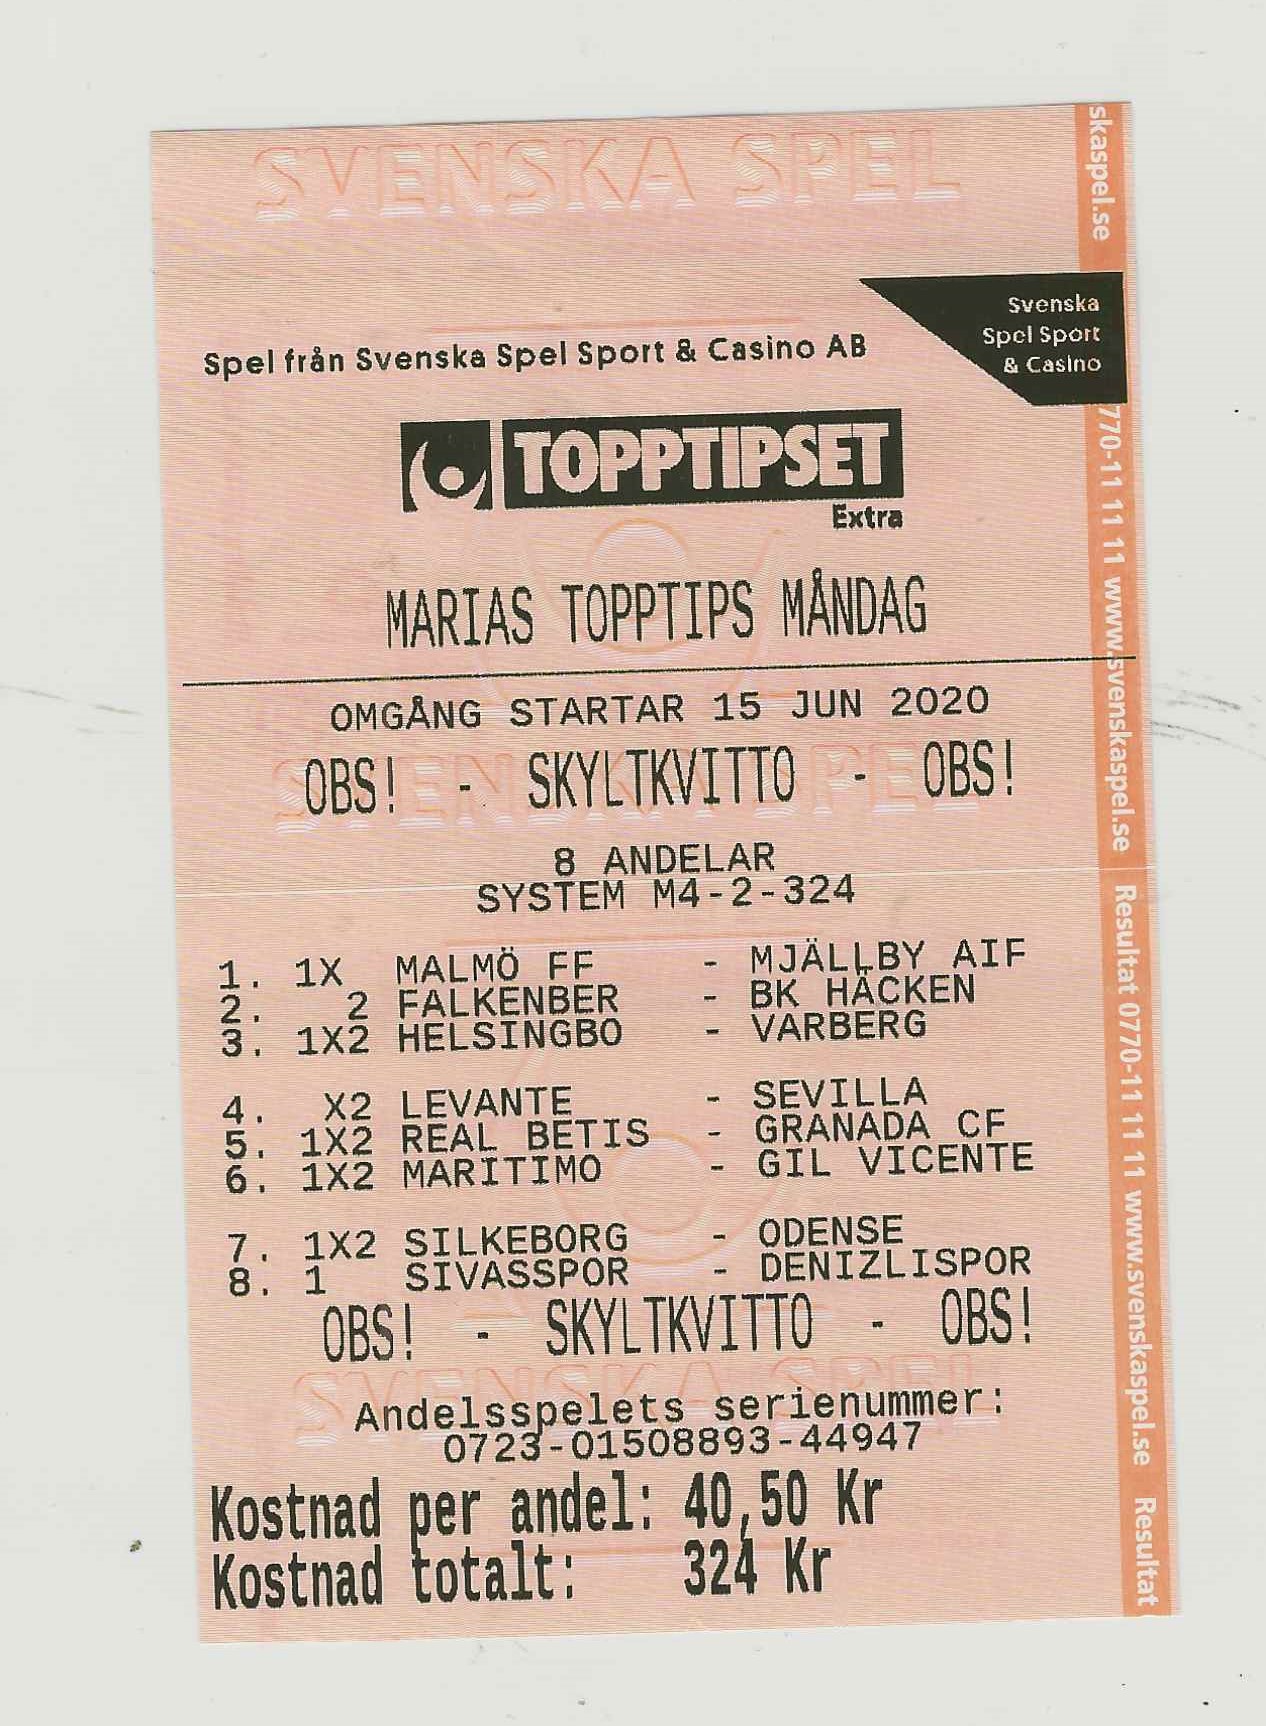 SVENSKA SPEL
skaspel.se
Svenska
Spel Sport
& Casino
Spel från Svenska Spel Sport & Casino AB
TOPPTIPSET
Extra
MARIAS TOPPTIPS MÅNDAG
OMGÅNG STARTAR 15 JUN 2020
SVENSKA SPEL
OBS! - SKYLTKVITTO - OBS!
8 ANDELAR
SYSTEM M4-2-324
1. 1X MALMÖ FF - MJÄLLBY AIF
2. 2 FALKENBER - BK HÄCKEN
3. 1X2 HELSINGBO - VARBERG
4. X2 LEVANTE - SEVILLA
5. 1X2 REAL BETIS - GRANADA CF
6. 1X2 MARITIMO - GIL VICENTE
7. 1X2 SILKEBORG - ODENSE
8. 1 SIVASSPOR - DENIZLISPOR
OBS! - SKYLTKVITTO - OBS!
SVENSKA SPEL
Andelsspelets serienummer:
0723-01508893-44947
Kostnad per andel: 40,50 Kr
Kostnad totalt: 324 Kr
770-11 11 11 www.svenskaspel.se Resultat 0770-11 11 11 www.svenskaspel.se Resultat